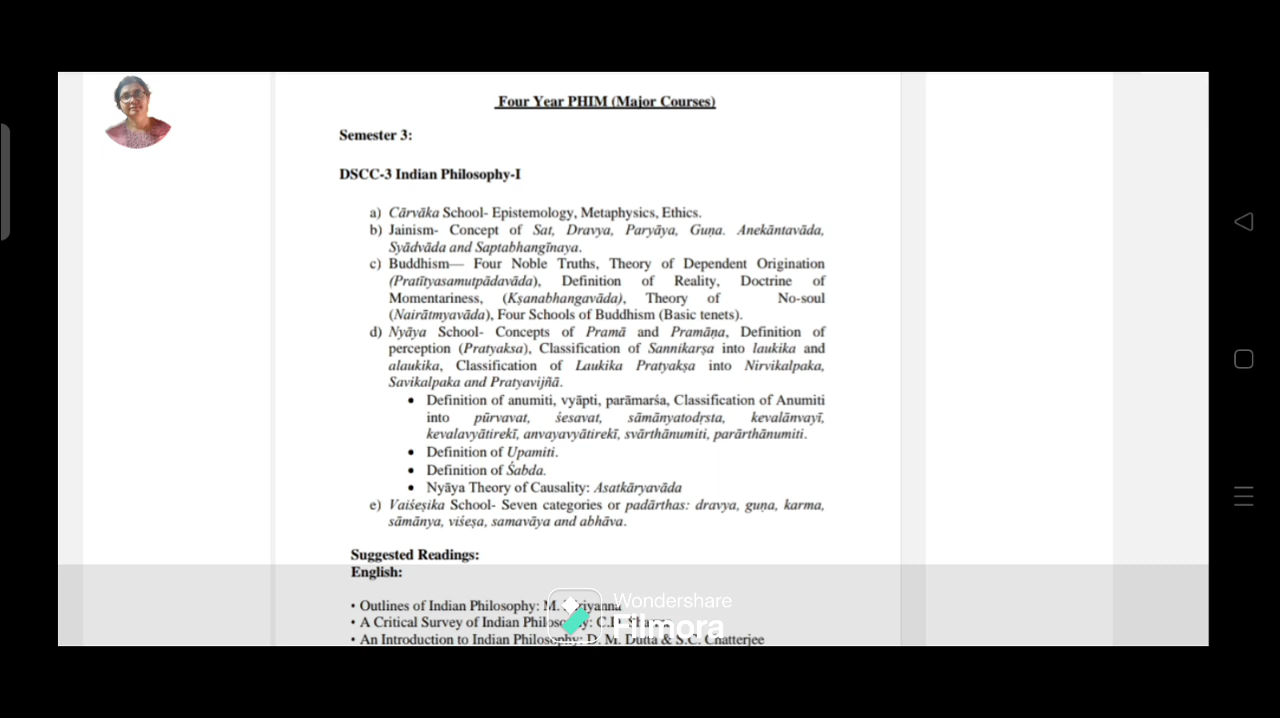 Four Year PHIM (Major Courses)
Semester 3:
DSCC-3 Indian Philosophy-I
a) Cārvāka School- Epistemology, Metaphysics, Ethics.
b) Jainism- Concept of Sat, Dravya, Paryāya, Guṇa. Anekāntavāda,
Syādvāda and Saptabhangīnaya.
c) Buddhism— Four Noble Truths, Theory of Dependent Origination
(Pratītyasamutpādavāda), Definition of Reality, Doctrine of
Momentariness, (Kṣanabhangavāda), Theory of No-soul
(Nairātmyavāda), Four Schools of Buddhism (Basic tenets).
d) Nyāya School- Concepts of Pramā and Pramāṇa, Definition of
perception (Pratyaksa), Classification of Sannikarṣa into laukika and
alaukika, Classification of Laukika Pratyakṣa into Nirvikalpaka,
Savikalpaka and Pratyavijñā.
• Definition of anumiti, vyāpti, parāmarśa, Classification of Anumiti
into pūrvavat, śesavat, sāmānyatodṛsta, kevalānvayī,
kevalavyātirekī, anvayavyātirekī, svārthānumiti, parārthānumiti.
• Definition of Upamiti.
• Definition of Śabda.
• Nyāya Theory of Causality: Asatkāryavāda
e) Vaiśeṣika School- Seven categories or padārthas: dravya, guṇa, karma,
sāmānya, viśeṣa, samavāya and abhāva.
Suggested Readings:
English:
• Outlines of Indian Philosophy: M.
• A Critical Survey of Indian Philosophy:
• An Introduction to Indian Philosophy: D. M. Dutta & S.C. Chatterjee
Wondershare
Filmora